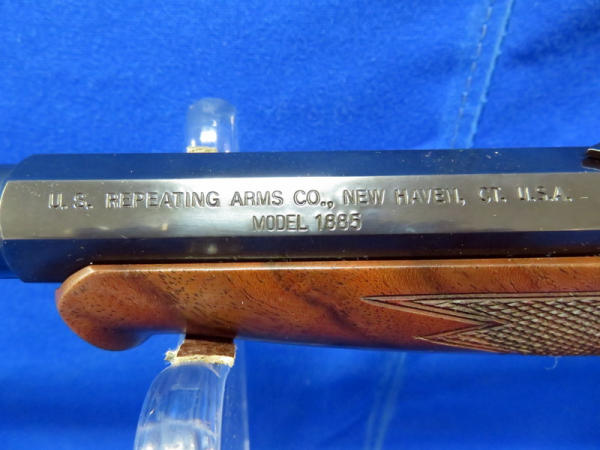 U.S. REPEATING ARMS CO., NEW HAVEN, CT. U.S.A. -
MODEL 1885